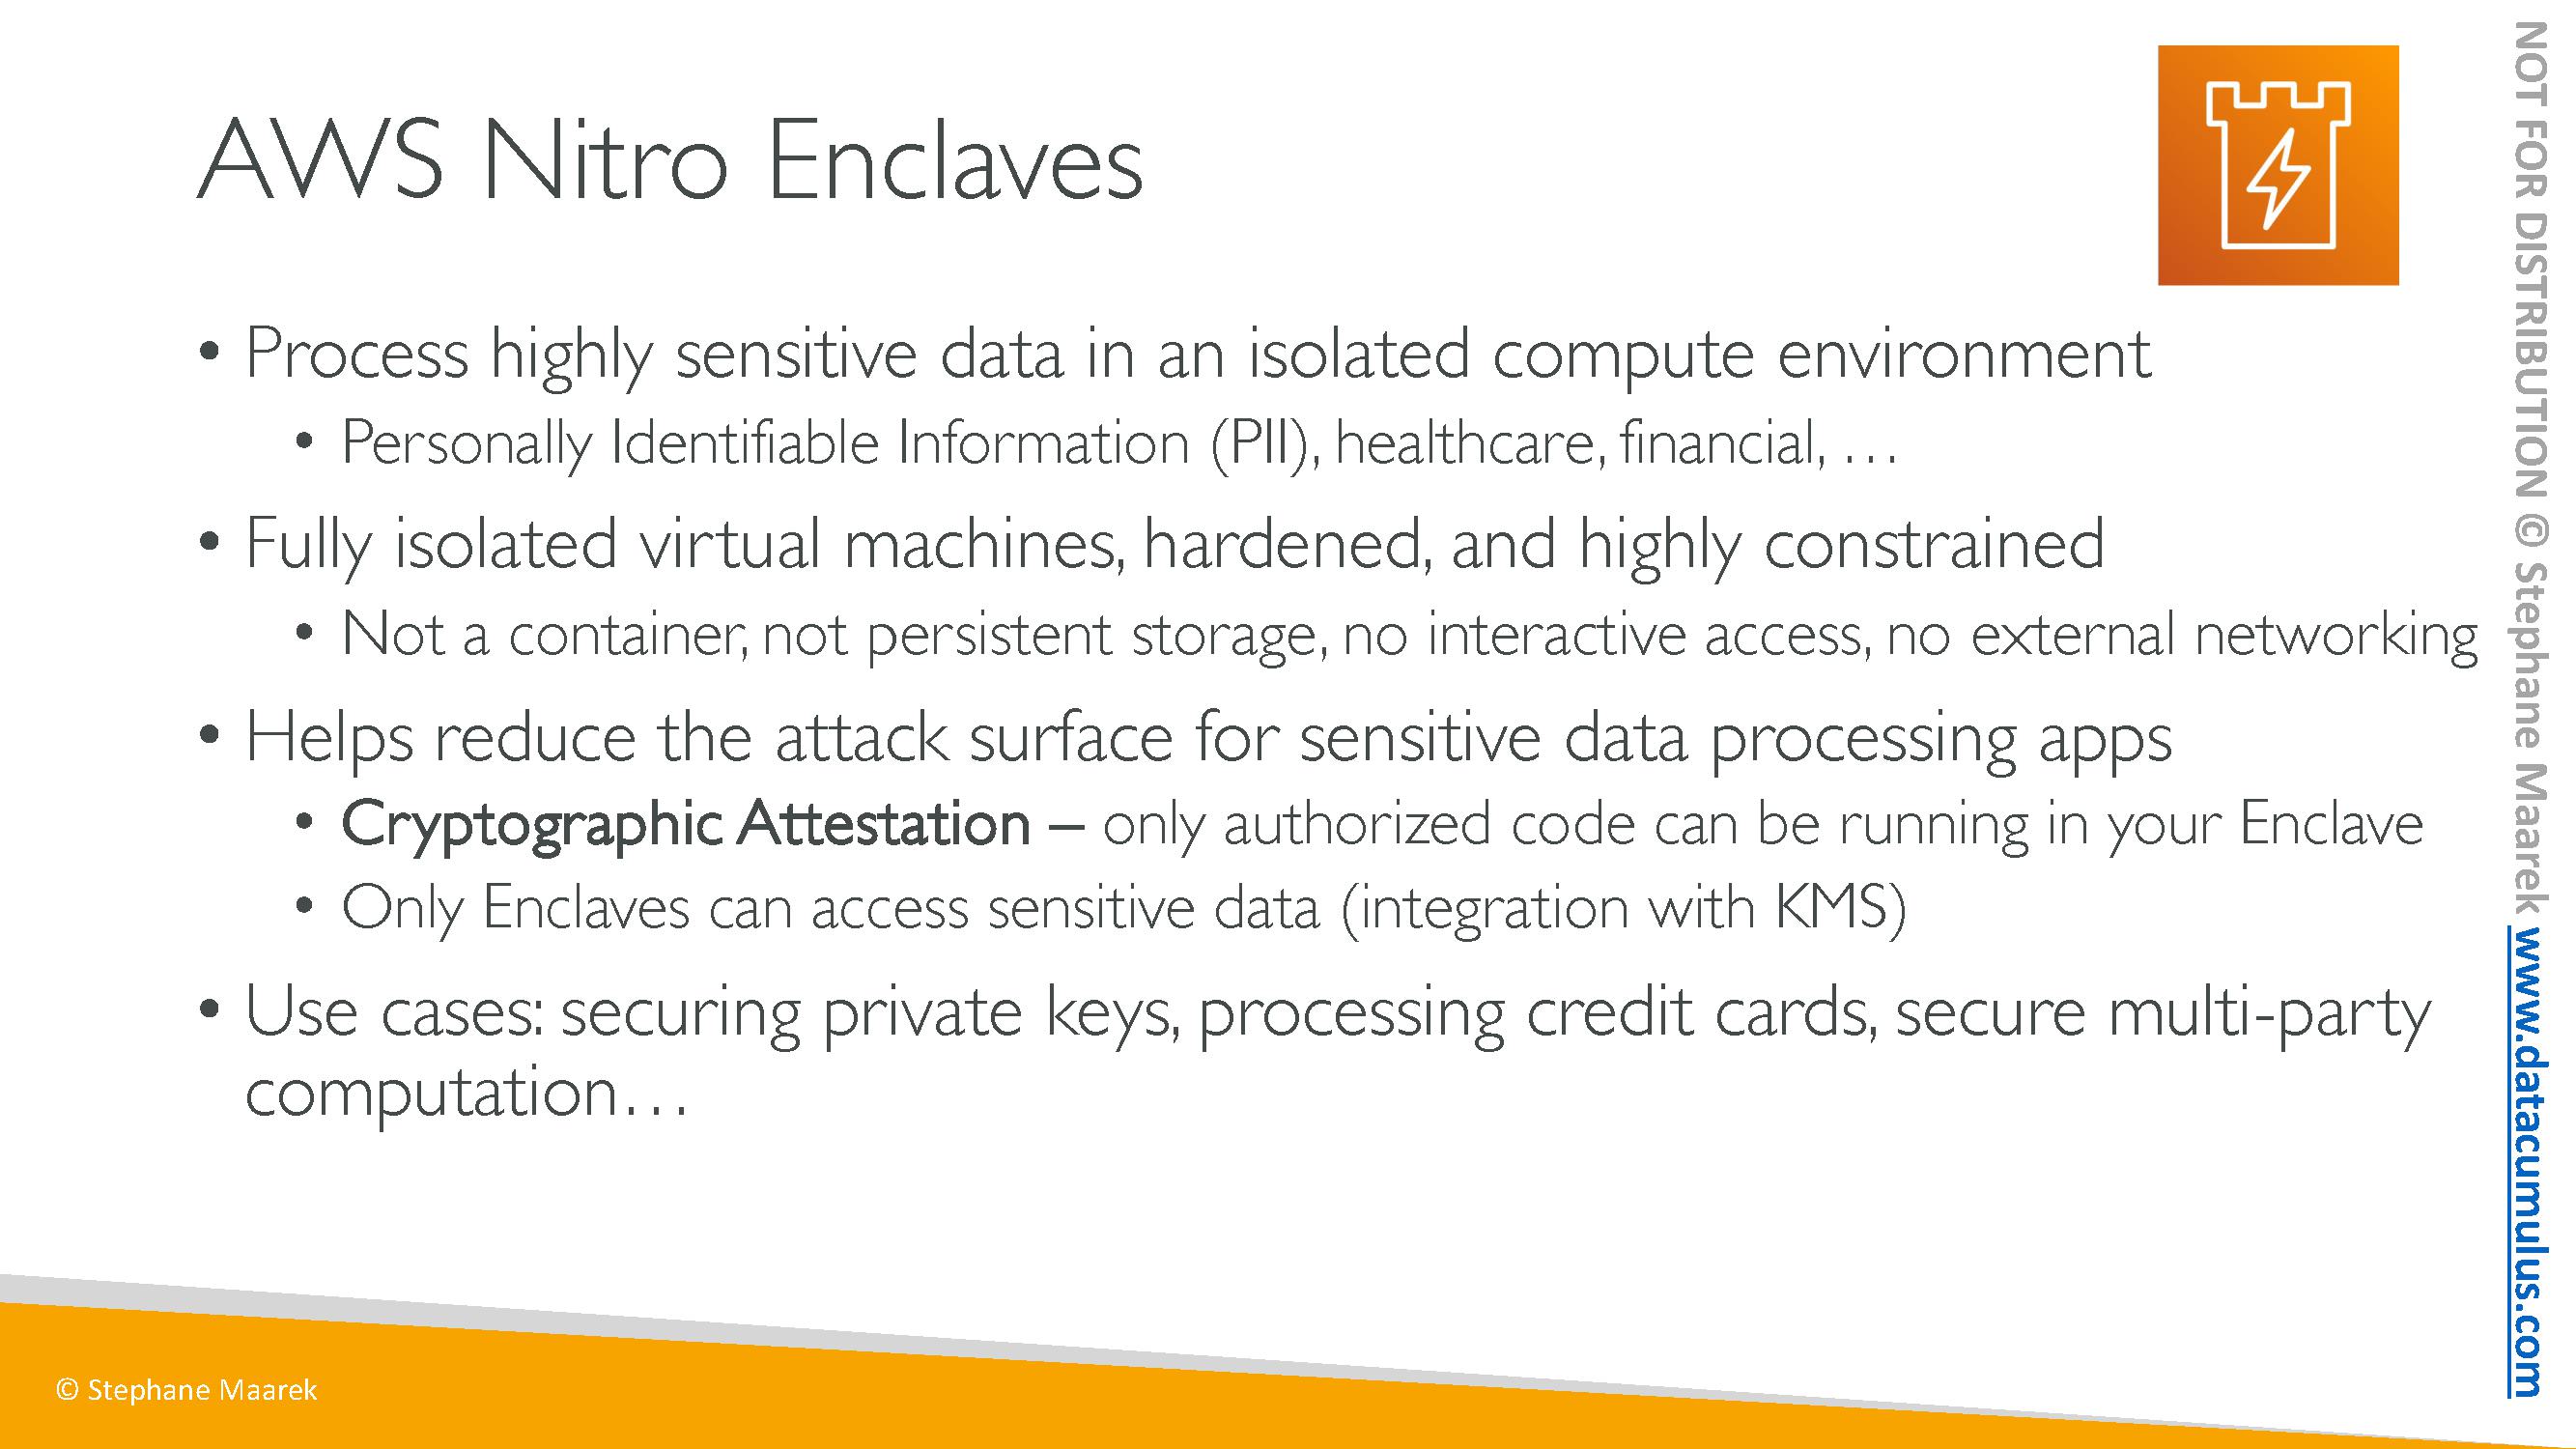 AWS Nitro Enclaves
• Process highly sensitive data in an isolated compute environment
• Personally Identifiable Information (PII), healthcare, financial, …
• Fully isolated virtual machines, hardened, and highly constrained
• Not a container, not persistent storage, no interactive access, no external networking
• Helps reduce the attack surface for sensitive data processing apps
• Cryptographic Attestation – only authorized code can be running in your Enclave
• Only Enclaves can access sensitive data (integration with KMS)
• Use cases: securing private keys, processing credit cards, secure multi-party
computation…
© Stephane Maarek
NOT FOR DISTRIBUTION © Stephane Maarek www.datacumulus.com